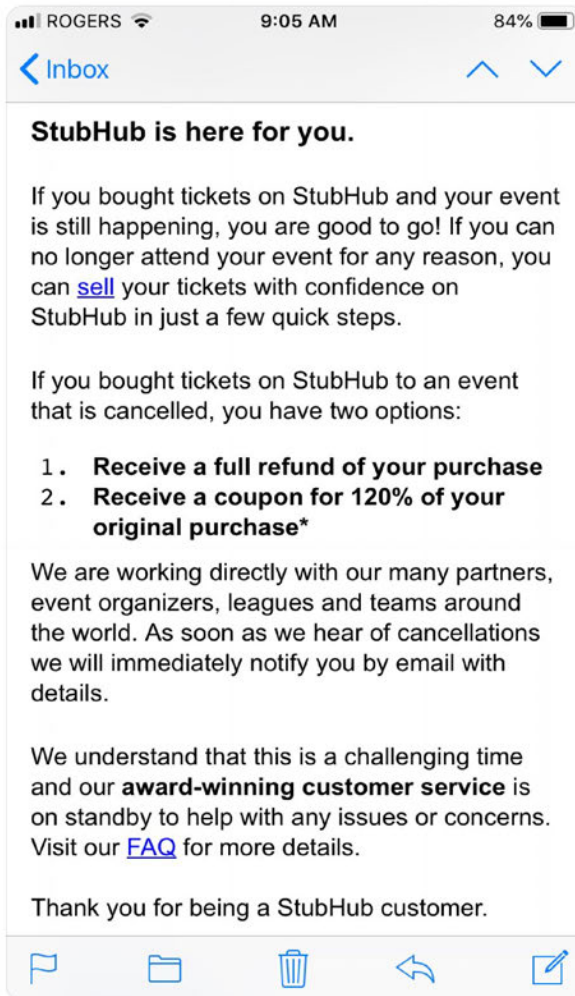 ROGERS 9:05 AM 84%
Inbox
StubHub is here for you.
If you bought tickets on StubHub and your event
is still happening, you are good to go! If you can
no longer attend your event for any reason, you
can sell your tickets with confidence on
StubHub in just a few quick steps.
If you bought tickets on StubHub to an event
that is cancelled, you have two options:
1. Receive a full refund of your purchase
2. Receive a coupon for 120% of your
original purchase*
We are working directly with our many partners,
event organizers, leagues and teams around
the world. As soon as we hear of cancellations
we will immediately notify you by email with
details.
We understand that this is a challenging time
and our award-winning customer service is
on standby to help with any issues or concerns.
Visit our FAQ for more details.
Thank you for being a StubHub customer.